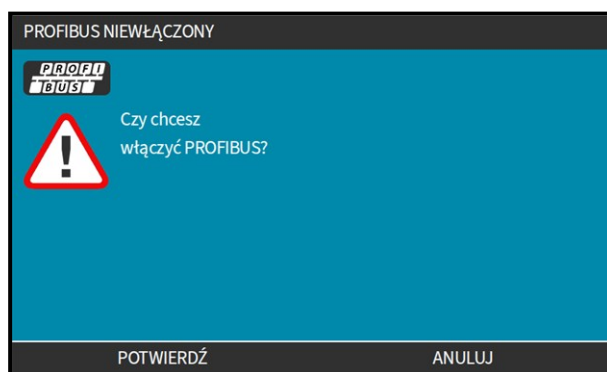 PROFIBUS NIEWŁĄCZONY
PROFI
BUS
Czy chcesz
włączyć PROFIBUS?
POTWIERDŹ
ANULUJ